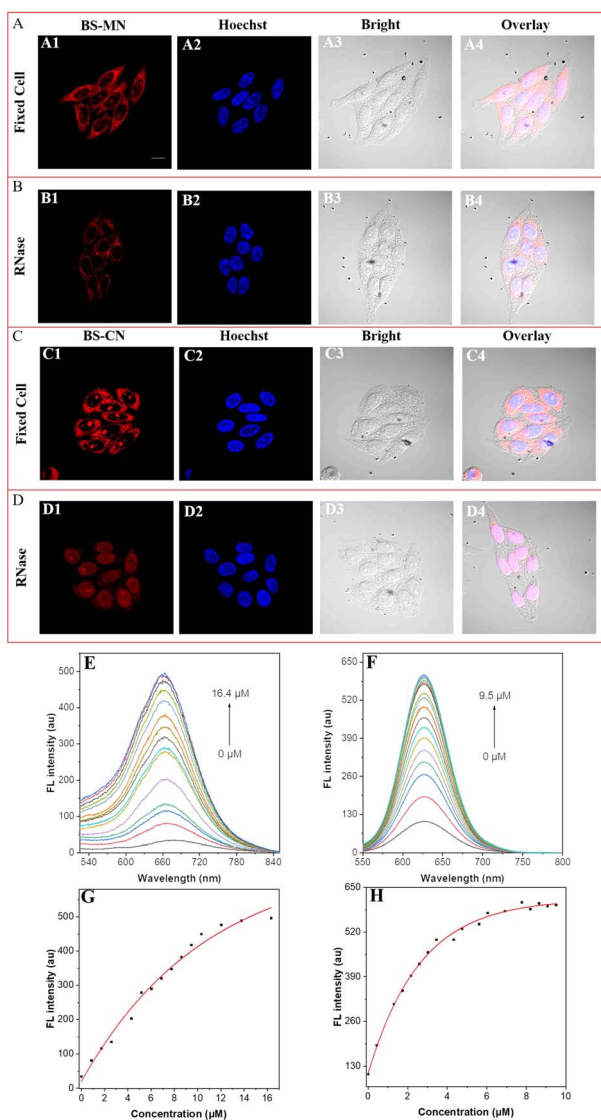 A BS-MN Hoechst Bright Overlay
Fixed Cell
A1 A2 A3 A4
B
RNase
B1 B2 B3 B4
C BS-CN Hoechst Bright Overlay
Fixed Cell
C1 C2 C3 C4
D
RNase
D1 D2 D3 D4
E
500
400
300
200
100
0
FL intensity (au)
16.4 μM
0 μM
540 600 660 720 780 840
Wavelength (nm)
F
650
520
390
260
130
0
FL intensity (au)
9.5 μM
0 μM
550 600 650 700 750 800
Wavelength (nm)
G
500
400
300
200
100
0
FL intensity (au)
0 2 4 6 8 10 12 14 16
Concentration (μM)
H
650
520
390
260
130
FL intensity (au)
0 2 4 6 8 10
Concentration (μM)